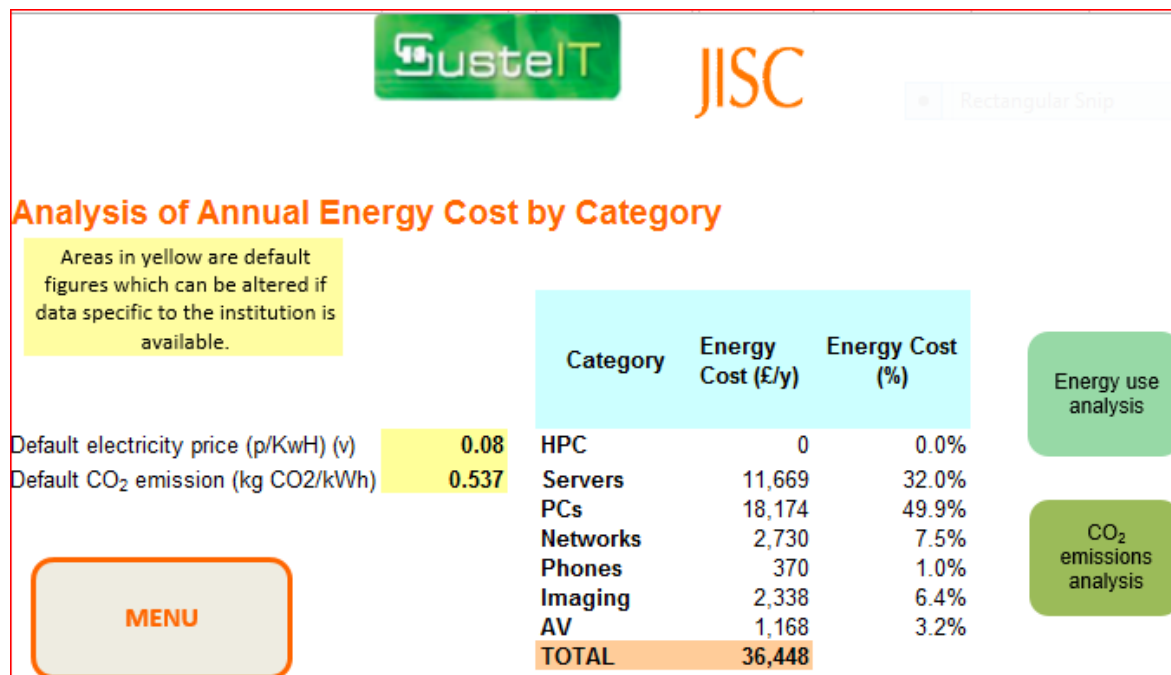 SusteIT
JISC
Rectangular Snip
Analysis of Annual Energy Cost by Category
Areas in yellow are default
figures which can be altered if
data specific to the institution is
available.
Category Energy Cost (£/y) Energy Cost (%)
Energy use
analysis
Default electricity price (p/KwH) (v) 0.08
Default CO₂ emission (kg CO2/kWh) 0.537
HPC 0 0.0%
Servers 11,669 32.0%
PCs 18,174 49.9%
Networks 2,730 7.5%
Phones 370 1.0%
Imaging 2,338 6.4%
AV 1,168 3.2%
TOTAL 36,448
CO₂
emissions
analysis
MENU